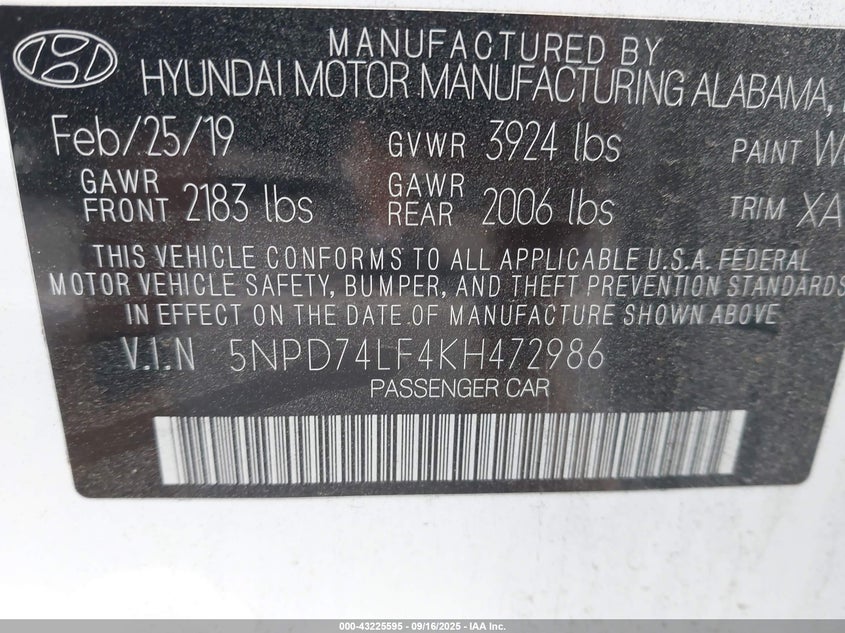 MANUFACTURED BY
HYUNDAI MOTOR MANUFACTURING ALABAMA,
Feb/25/19 GVWR 3924 lbs PAINT
GAWR FRONT 2183 lbs GAWR REAR 2006 lbs TRIM XA
THIS VEHICLE CONFORMS TO ALL APPLICABLE U.S.A. FEDERAL
MOTOR VEHICLE SAFETY, BUMPER, AND THEFT PREVENTION STANDARDS
IN EFFECT ON THE DATE OF MANUFACTURE SHOWN ABOVE
V.I.N 5NPD74LF4KH472986
PASSENGER CAR
000-43225595 - 09/16/2025 - IAA Inc.